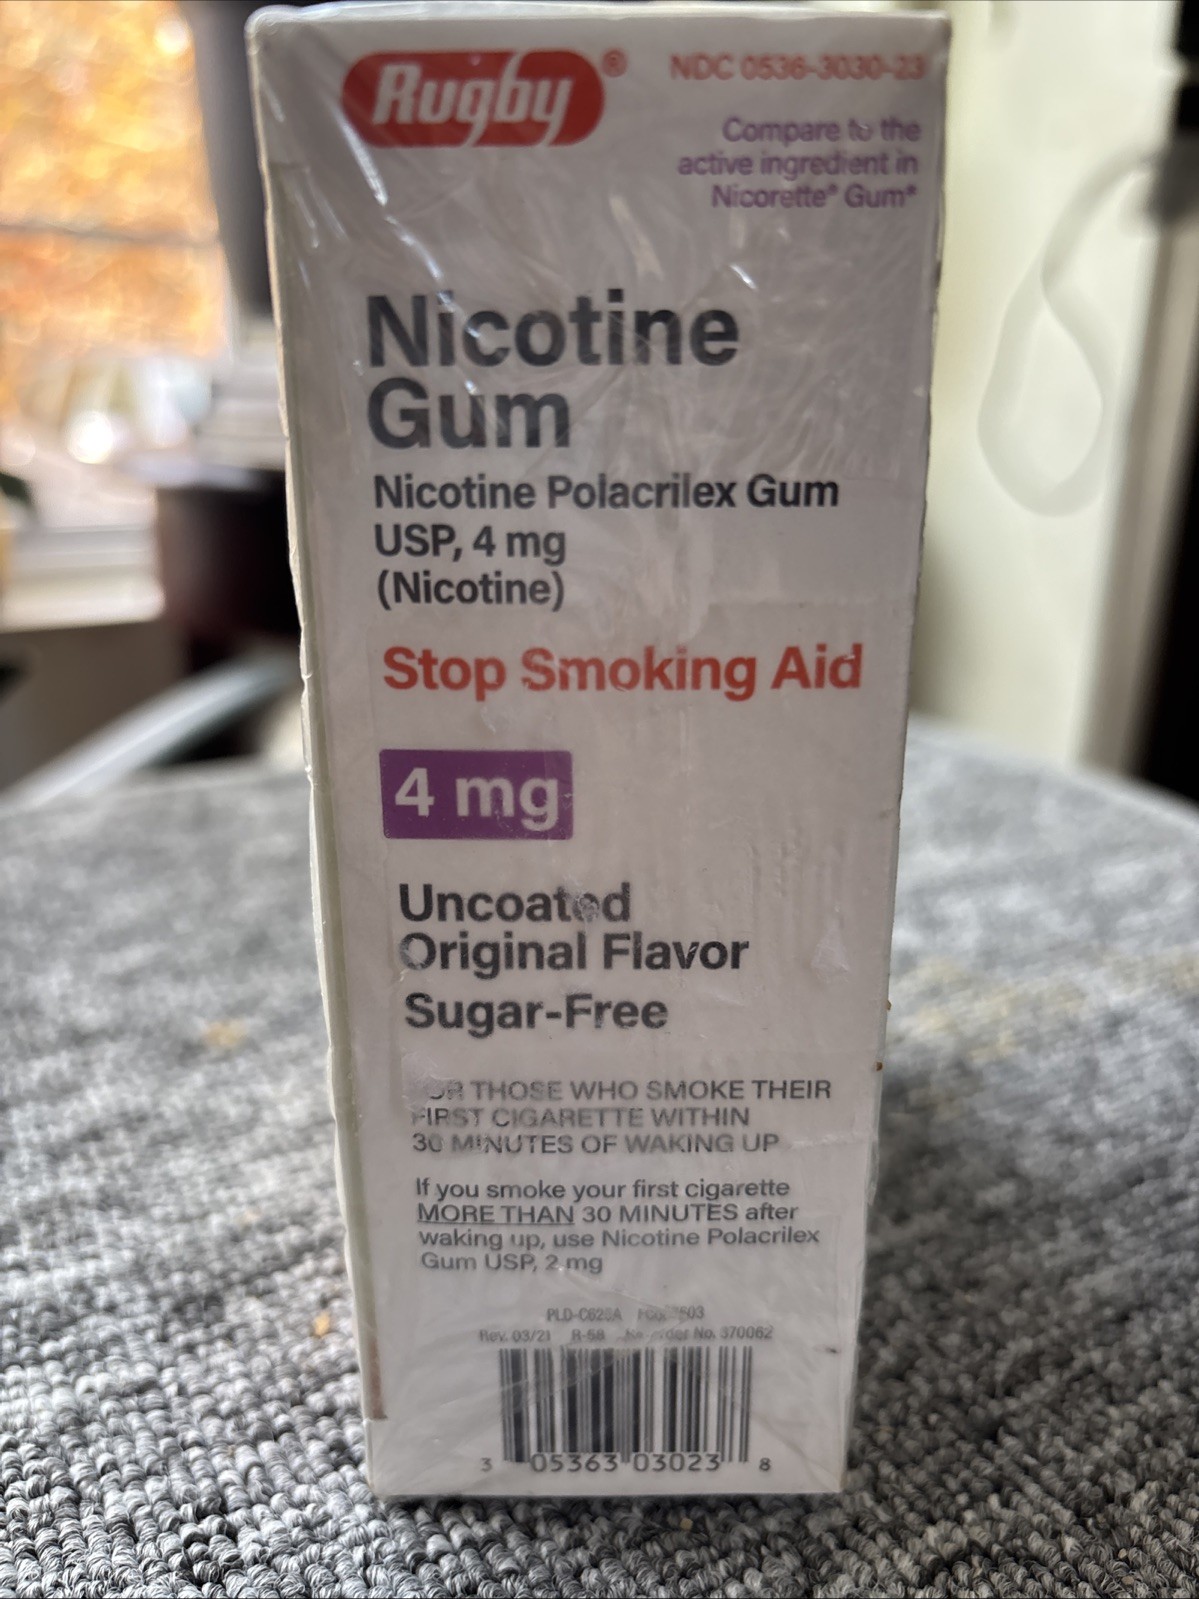 Rugby®
NDC 0536-3030-23
Compare to the
active ingredient in
Nicorette® Gum*
Nicotine
Gum
Nicotine Polacrilex Gum
USP, 4 mg
(Nicotine)
Stop Smoking Aid
4 mg
Uncoated
Original Flavor
Sugar-Free
FOR THOSE WHO SMOKE THEIR
FIRST CIGARETTE WITHIN
30 MINUTES OF WAKING UP
If you smoke your first cigarette
MORE THAN 30 MINUTES after
waking up, use Nicotine Polacrilex
Gum USP, 2 mg
Rev. 03/21 R-58 No. 370062
3 05363 03023 8